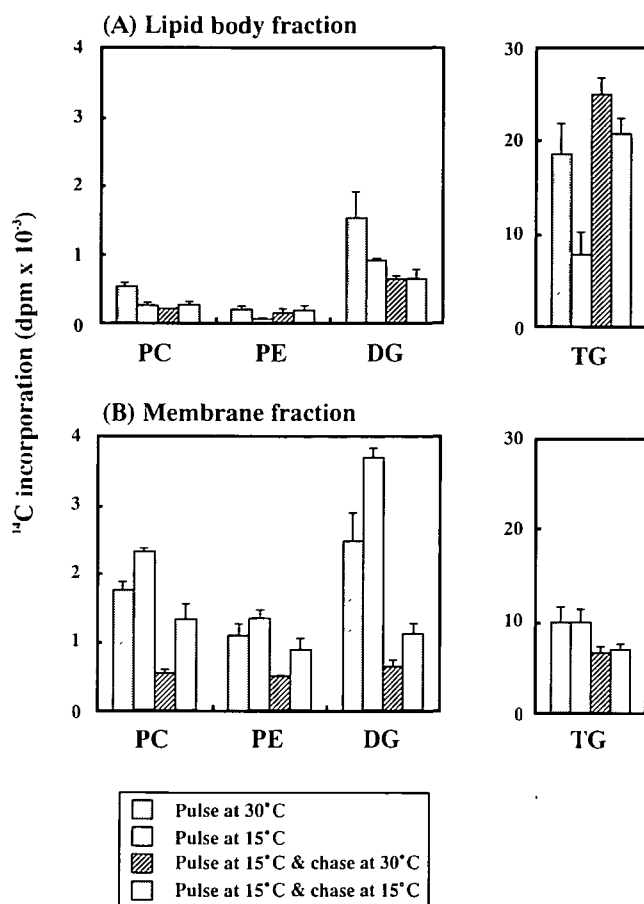 (A) Lipid body fraction
4
3
2
1
0
PC PE DG
30
20
10
0
TG
¹⁴C incorporation (dpm x 10⁻³)
(B) Membrane fraction
4
3
2
1
0
PC PE DG
30
20
10
0
TG
Pulse at 30°C
Pulse at 15°C
Pulse at 15°C & chase at 30°C
Pulse at 15°C & chase at 15°C